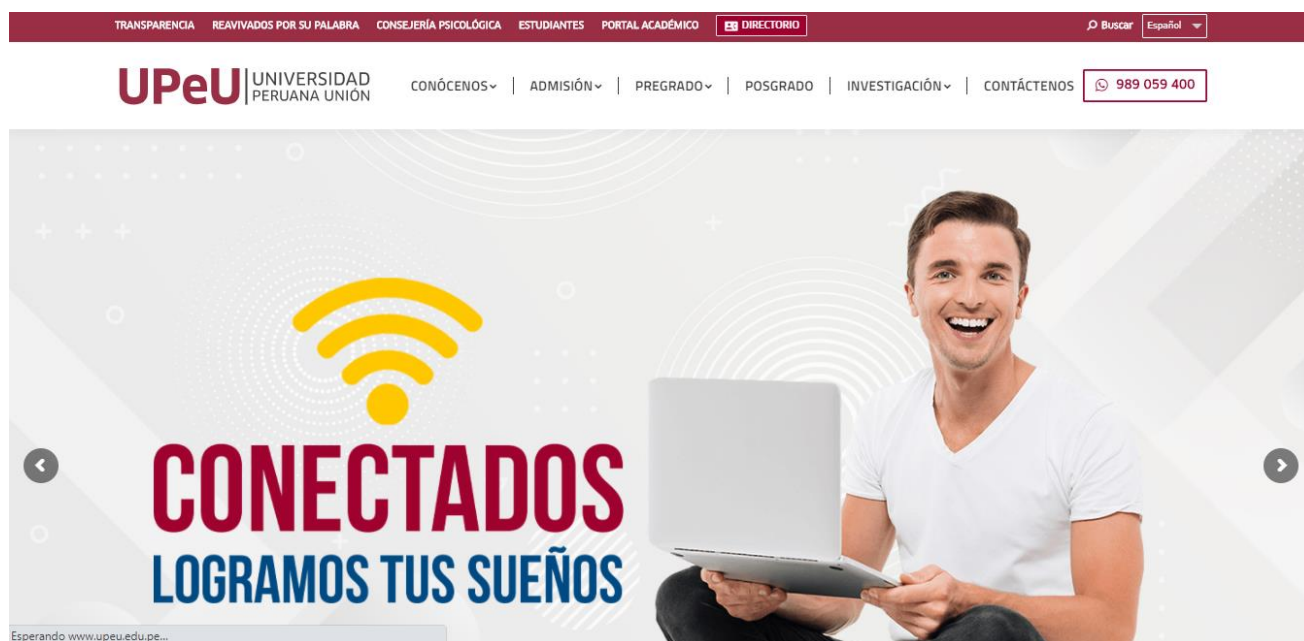 TRANSPARENCIA REAVIVADOS POR SU PALABRA CONSEJERÍA PSICOLÓGICA ESTUDIANTES PORTAL ACADÉMICO DIRECTORIO Buscar Español
UPeU UNIVERSIDAD
PERUANA UNIÓN
CONÓCENOS ADMISIÓN PREGRADO POSGRADO INVESTIGACIÓN CONTÁCTENOS 989 059 400
CONECTADOS
LOGRAMOS TUS SUEÑOS
Esperando www.upeu.edu.pe...